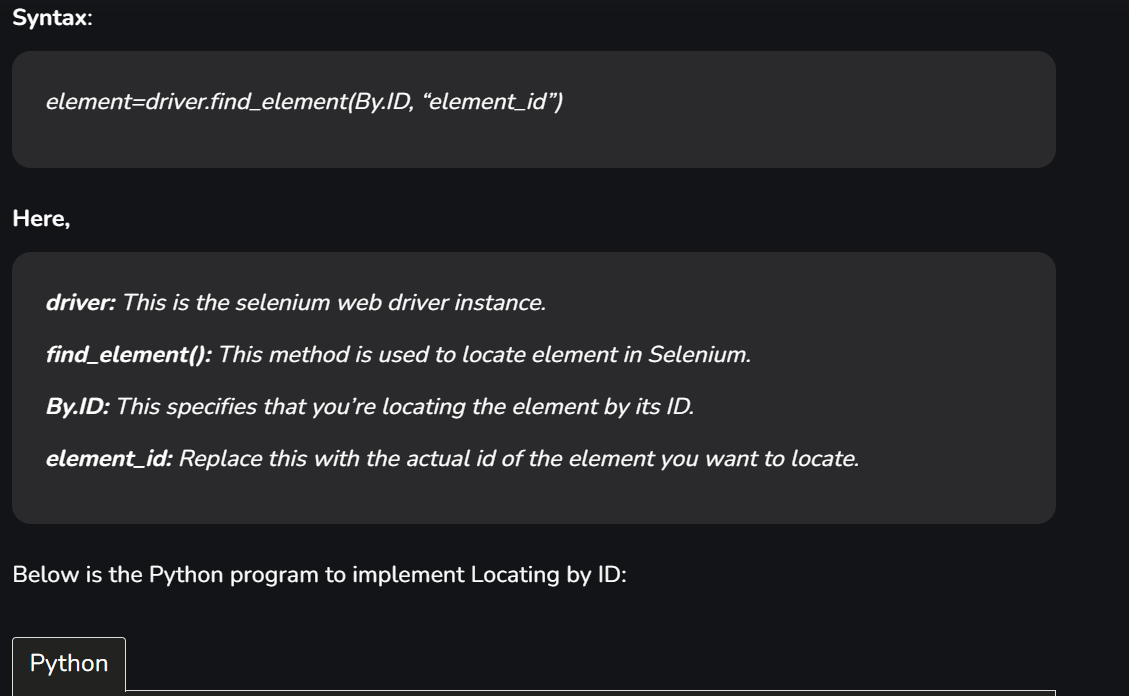 Syntax:
element=driver.find_element(By.ID, “element_id”)
Here,
driver: This is the selenium web driver instance.
find_element(): This method is used to locate element in Selenium.
By.ID: This specifies that you’re locating the element by its ID.
element_id: Replace this with the actual id of the element you want to locate.
Below is the Python program to implement Locating by ID:
Python